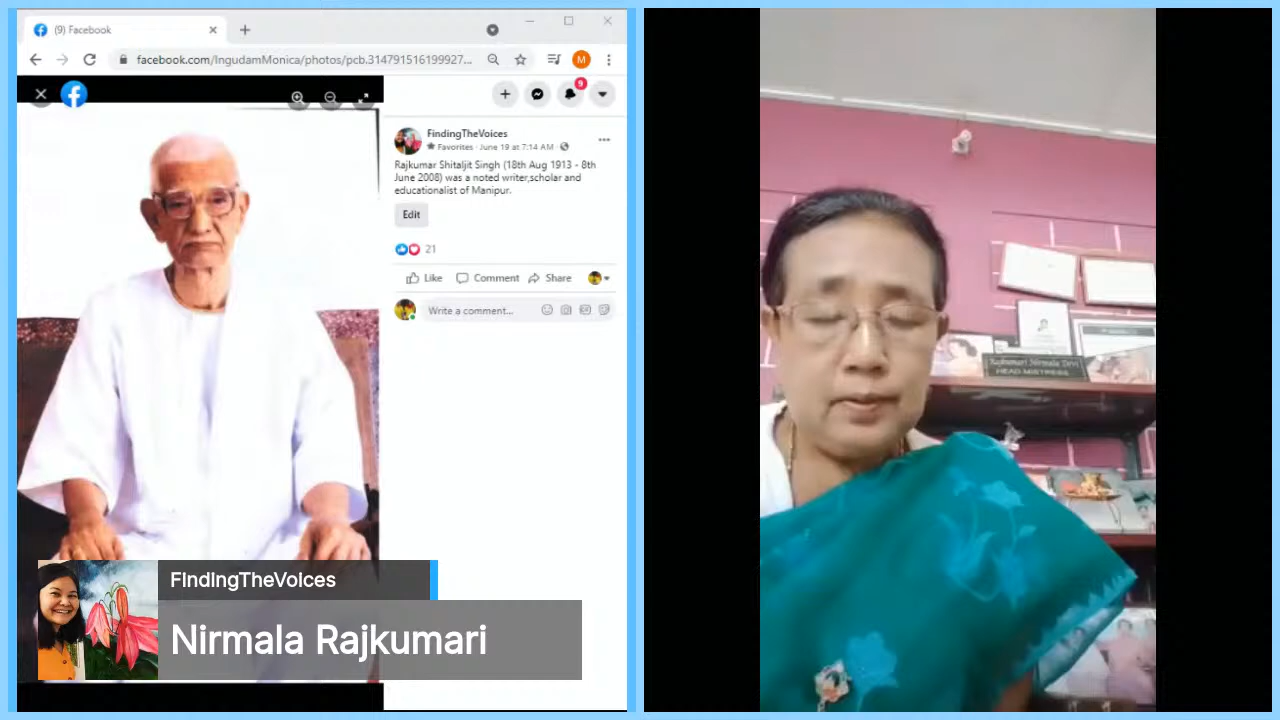 (9) Facebook
facebook.com/IngudamMonica/photos/pcb.314791516199927...
M
9
FindingTheVoices
Favorites · June 19 at 7:14 AM ·
Rajkumar Shitaljit Singh (18th Aug 1913 - 8th
June 2008) was a noted writer,scholar and
educationalist of Manipur.
Edit
21
Like Comment Share
Write a comment...
FindingTheVoices
Nirmala Rajkumari
Rajkumari Nirmala Devi
HEAD MISTRESS